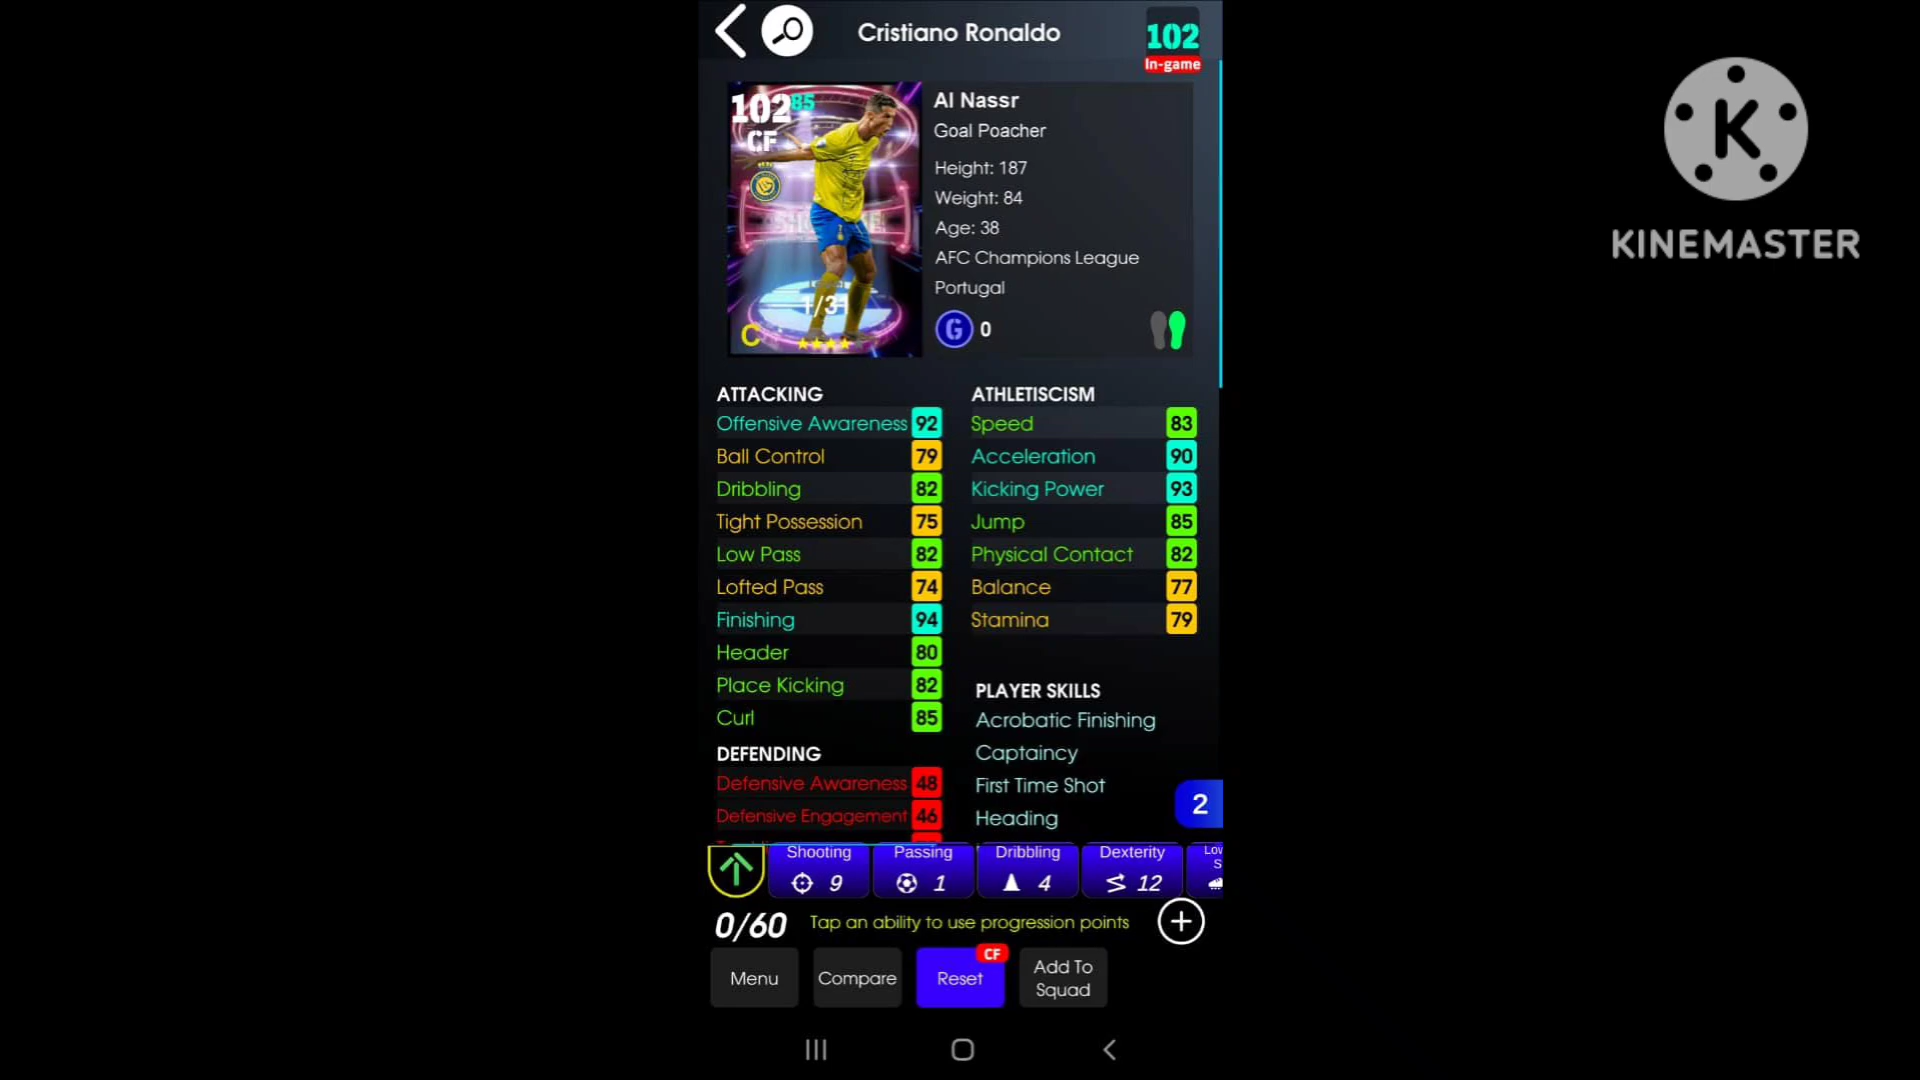 Cristiano Ronaldo
102
In-game
102 85
CF
1/31
C
Al Nassr
Goal Poacher
Height: 187
Weight: 84
Age: 38
AFC Champions League
Portugal
G 0
K
KINEMASTER
ATTACKING
Offensive Awareness 92
Ball Control 79
Dribbling 82
Tight Possession 75
Low Pass 82
Lofted Pass 74
Finishing 94
Header 80
Place Kicking 82
Curl 85
DEFENDING
Defensive Awareness 48
Defensive Engagement 46
ATHLETISCISM
Speed 83
Acceleration 90
Kicking Power 93
Jump 85
Physical Contact 82
Balance 77
Stamina 79
PLAYER SKILLS
Acrobatic Finishing
Captaincy
First Time Shot
Heading
2
Shooting 9
Passing 1
Dribbling 4
Dexterity 12
0/60 Tap an ability to use progression points
Menu
Compare
CF
Reset
Add To
Squad